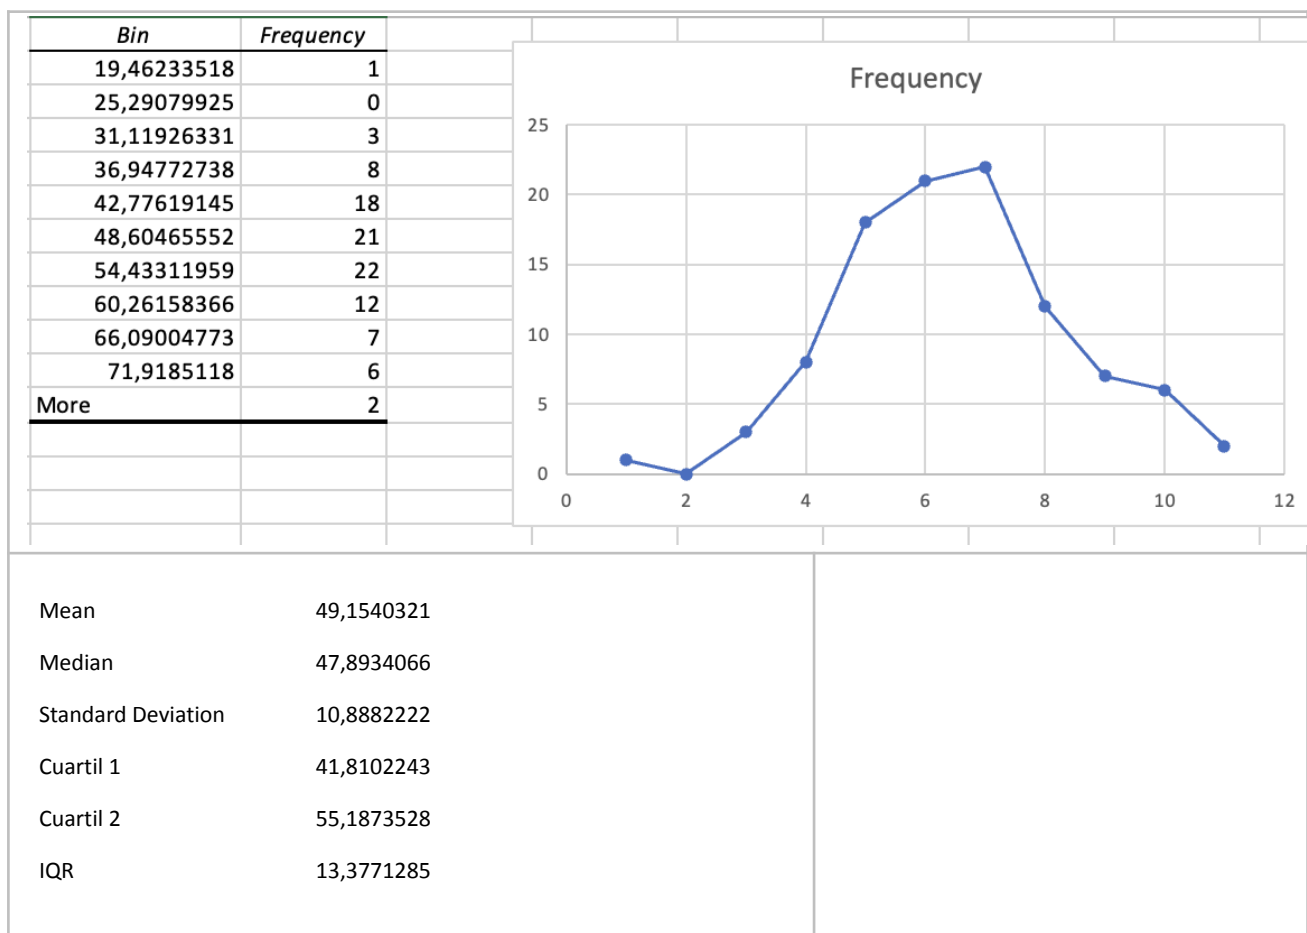 Bin Frequency
19,46233518 1
25,29079925 0
31,11926331 3
36,94772738 8
42,77619145 18
48,60465552 21
54,43311959 22
60,26158366 12
66,09004773 7
71,9185118 6
More 2
Frequency
25
20
15
10
5
0
0 2 4 6 8 10 12
Mean 49,1540321
Median 47,8934066
Standard Deviation 10,8882222
Cuartil 1 41,8102243
Cuartil 2 55,1873528
IQR 13,3771285